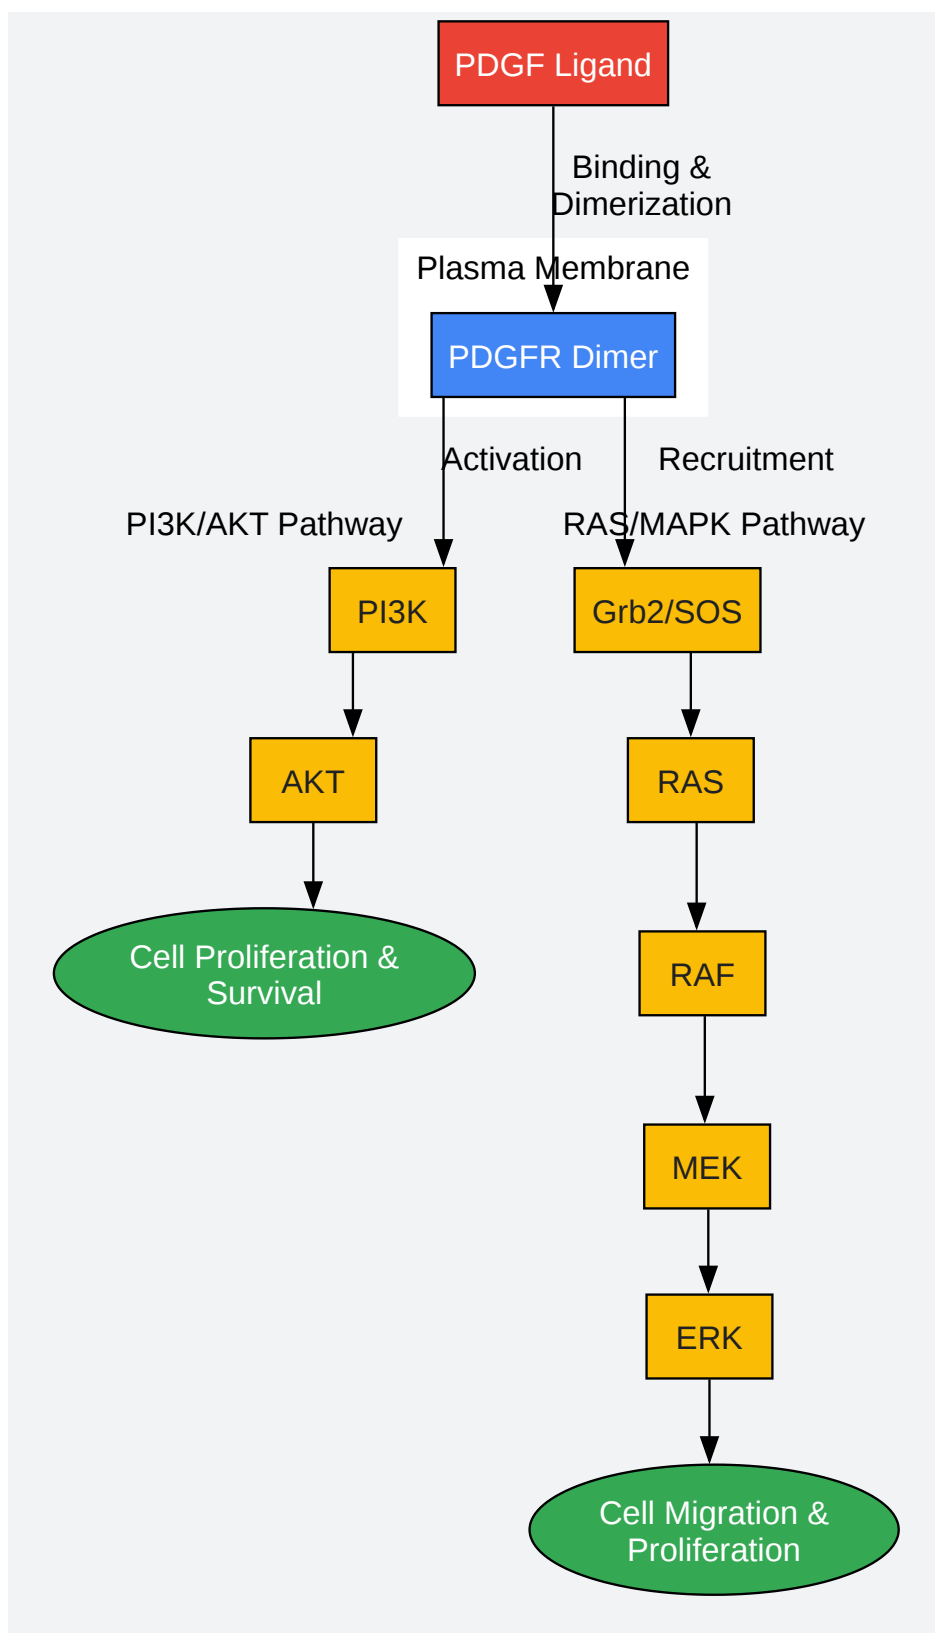 PDGF Ligand
Binding &
Dimerization
Plasma Membrane
PDGFR Dimer
Activation
Recruitment
PI3K/AKT Pathway
RAS/MAPK Pathway
PI3K
Grb2/SOS
AKT
RAS
Cell Proliferation &
Survival
RAF
MEK
ERK
Cell Migration &
Proliferation